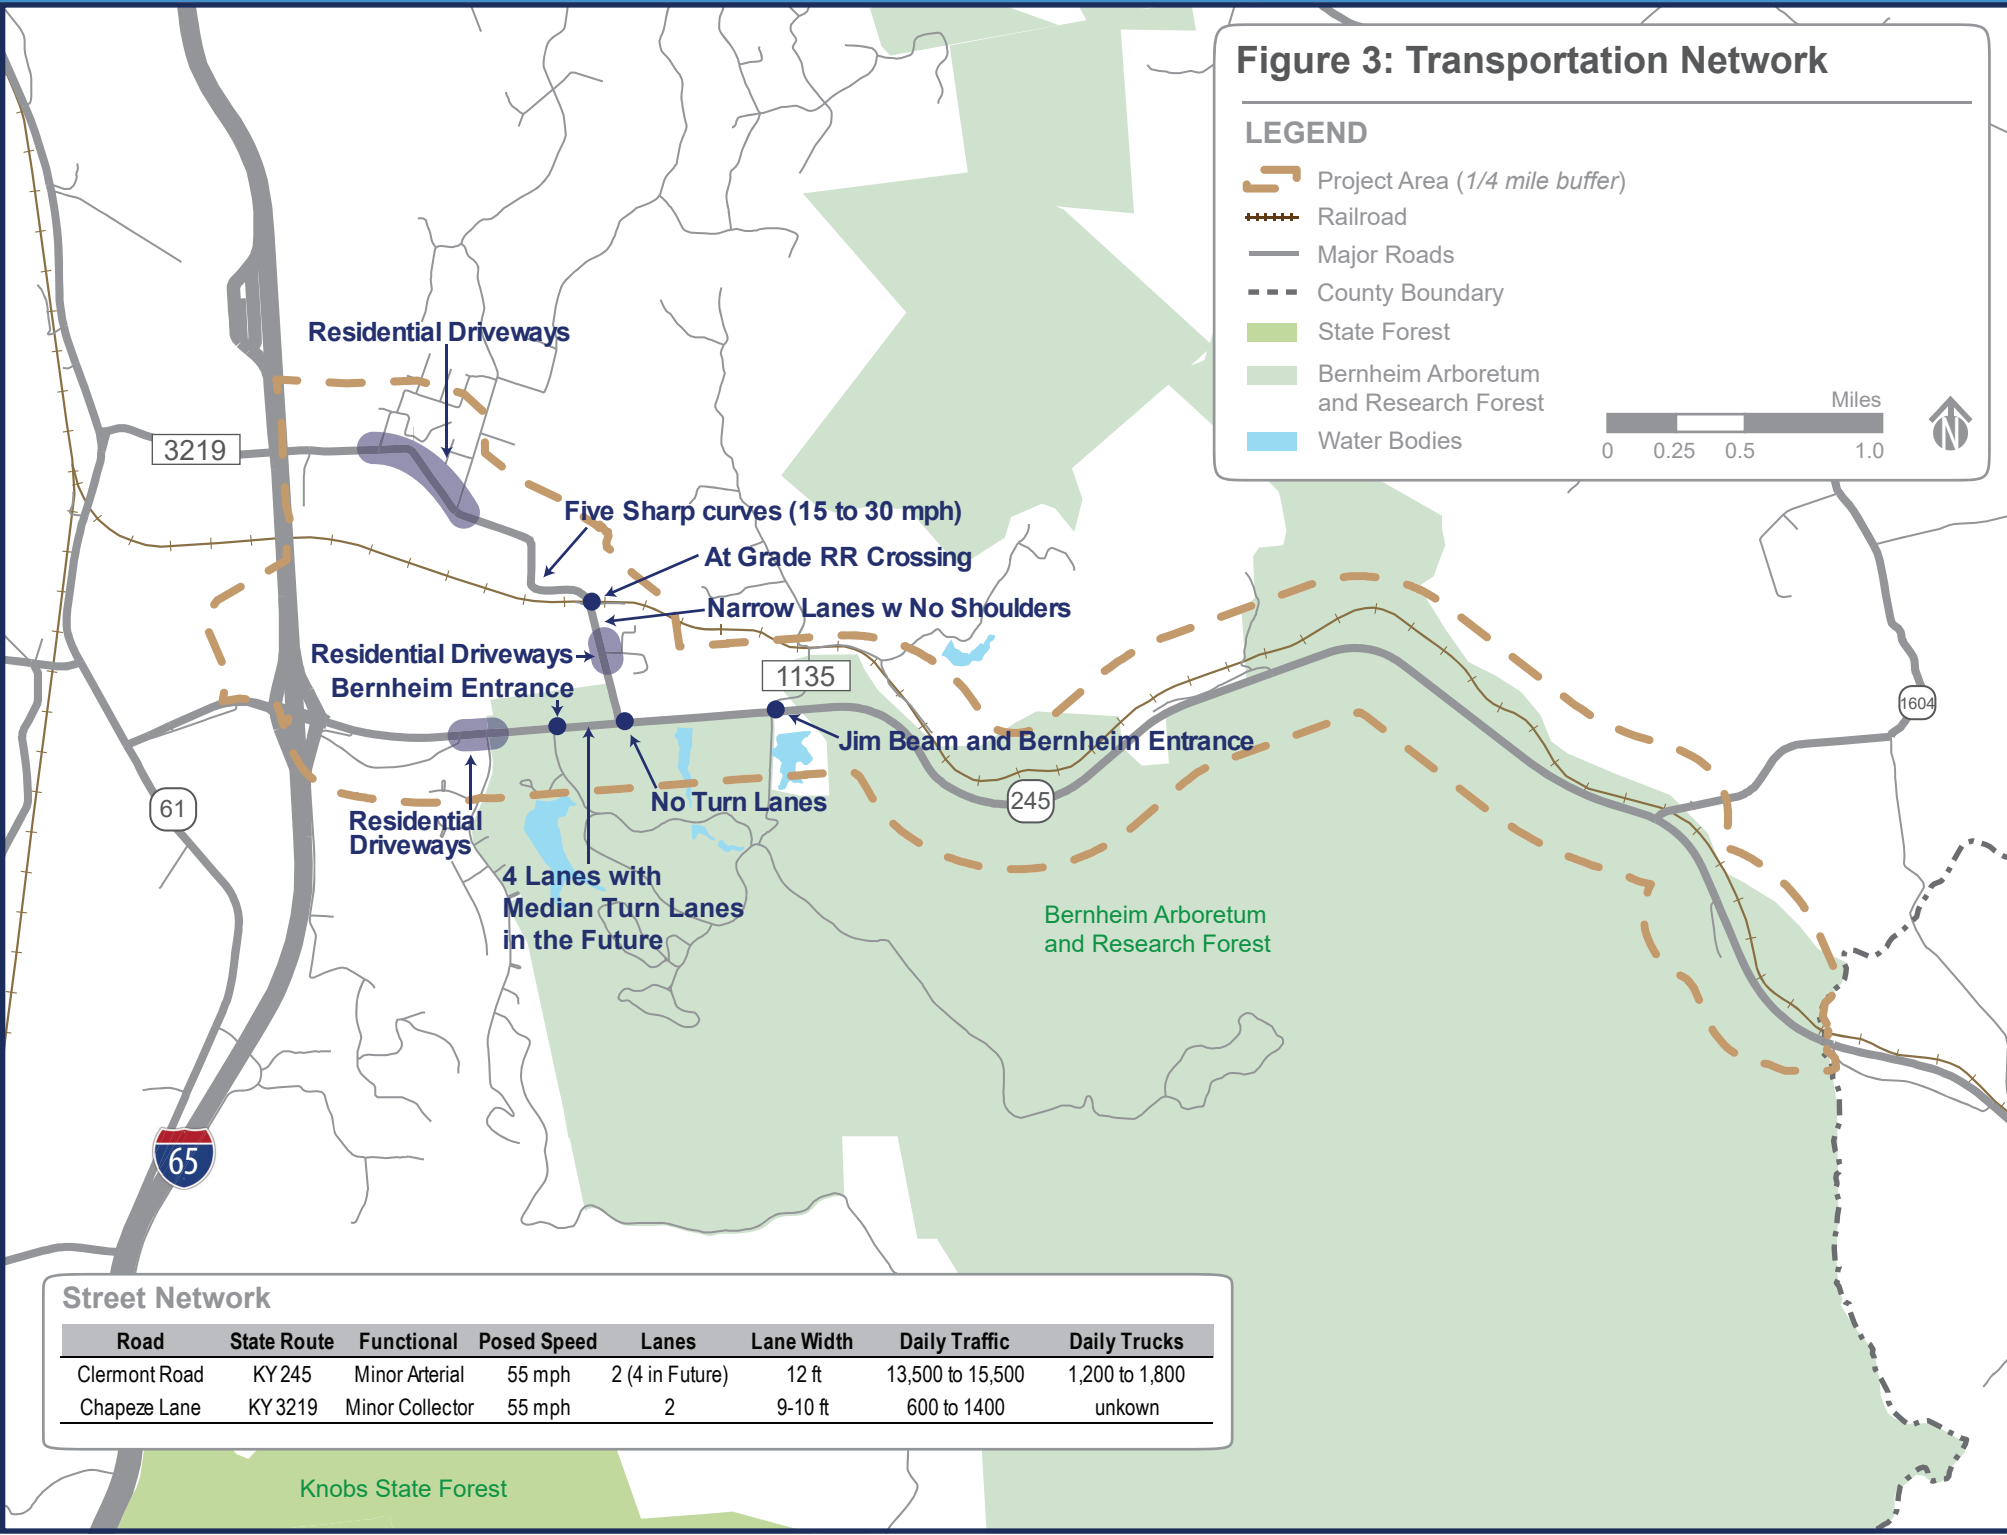 Figure 3: Transportation Network
LEGEND
Project Area (1/4 mile buffer)
Railroad
Major Roads
County Boundary
State Forest
Bernheim Arboretum
and Research Forest
Water Bodies
Miles
0 0.25 0.5 1.0
N
Residential Driveways
3219
Five Sharp curves (15 to 30 mph)
At Grade RR Crossing
Narrow Lanes w No Shoulders
Residential Driveways
1135
Bernheim Entrance
1604
Jim Beam and Bernheim Entrance
61
245
No Turn Lanes
Residential
Driveways
4 Lanes with
Median Turn Lanes
in the Future
Bernheim Arboretum
and Research Forest
65
Street Network
Road State Route Functional Posed Speed Lanes Lane Width Daily Traffic Daily Trucks
Clermont Road KY 245 Minor Arterial 55 mph 2 (4 in Future) 12 ft 13,500 to 15,500 1,200 to 1,800
Chapeze Lane KY 3219 Minor Collector 55 mph 2 9-10 ft 600 to 1400 unkown
Knobs State Forest